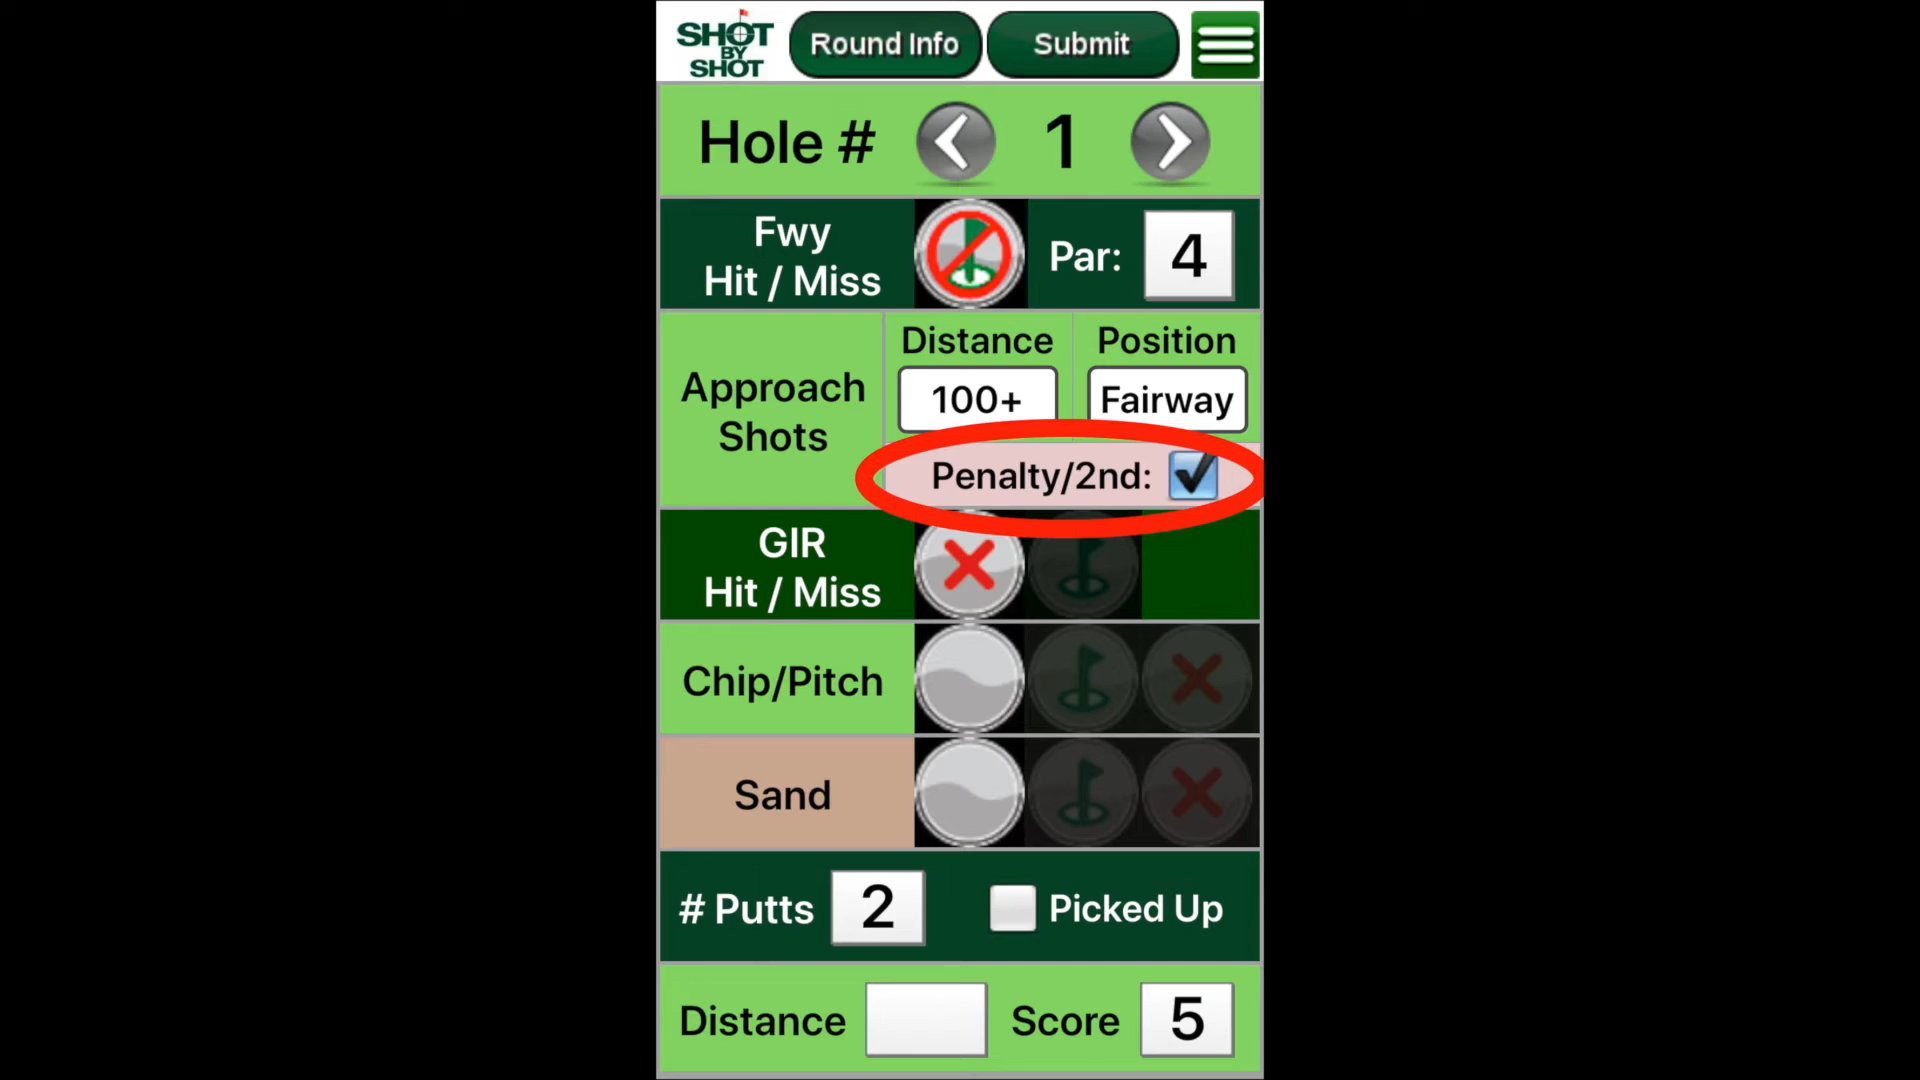 SHOT
BY
SHOT
Round Info
Submit
Hole #
1
Fwy
Hit / Miss
Par:
4
Approach
Shots
Distance
Position
100+
Fairway
Penalty/2nd:
GIR
Hit / Miss
Chip/Pitch
Sand
# Putts
2
Picked Up
Distance
Score
5